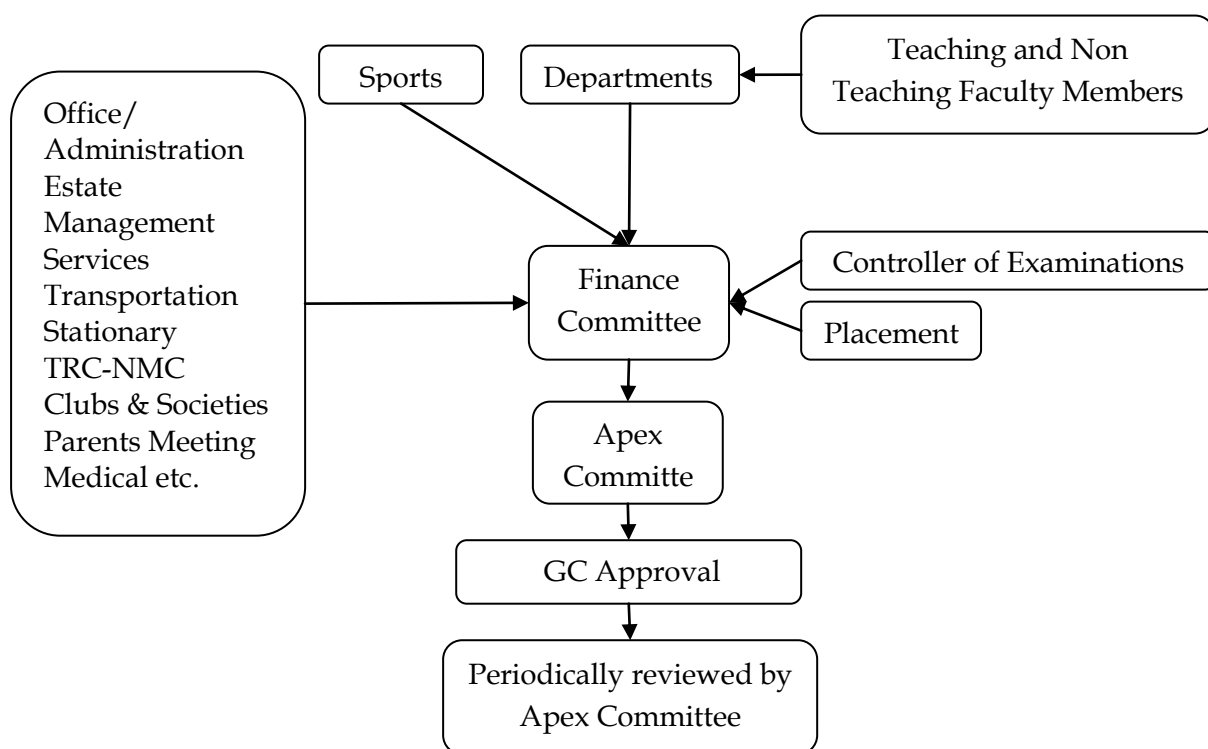 Sports
Departments
Teaching and Non
Teaching Faculty Members
Office/
Administration
Estate
Management
Services
Transportation
Stationary
TRC-NMC
Clubs & Societies
Parents Meeting
Medical etc.
Finance
Committee
Controller of Examinations
Placement
Apex
Committe
GC Approval
Periodically reviewed by
Apex Committee